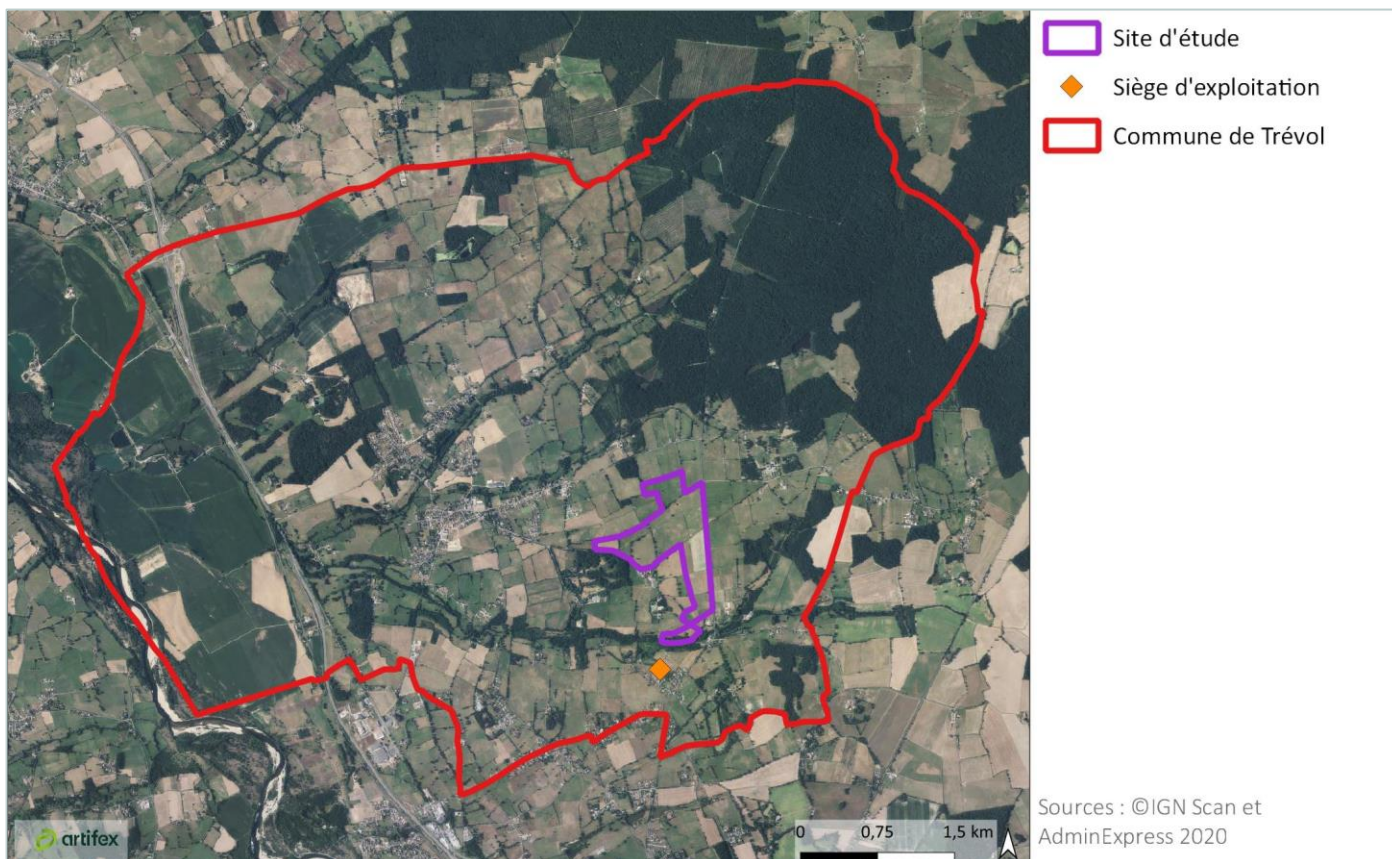 Site d'étude
Siège d'exploitation
Commune de Trévol
Sources : ©IGN Scan et
AdminExpress 2020
artifex
0 0,75 1,5 km